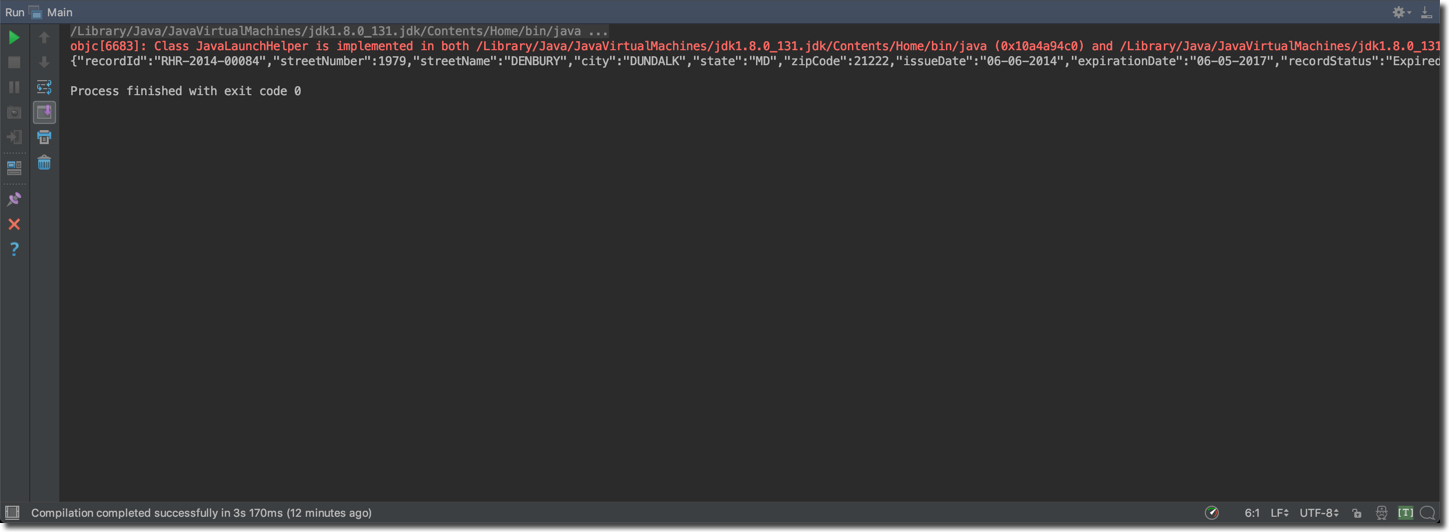 Run Main
/Library/Java/JavaVirtualMachines/jdk1.8.0_131.jdk/Contents/Home/bin/java ...
objc[6683]: Class JavaLaunchHelper is implemented in both /Library/Java/JavaVirtualMachines/jdk1.8.0_131.jdk/Contents/Home/bin/java (0x10a4a94c0) and /Library/Java/JavaVirtualMachines/jdk1.8.0_131
{"recordId":"RHR-2014-00084","streetNumber":1979,"streetName":"DENBURY","city":"DUNDALK","state":"MD","zipCode":21222,"issueDate":"06-06-2014","expirationDate":"06-05-2017","recordStatus":"Expired
Process finished with exit code 0
Compilation completed successfully in 3s 170ms (12 minutes ago) 6:1 LF UTF-8 [T]